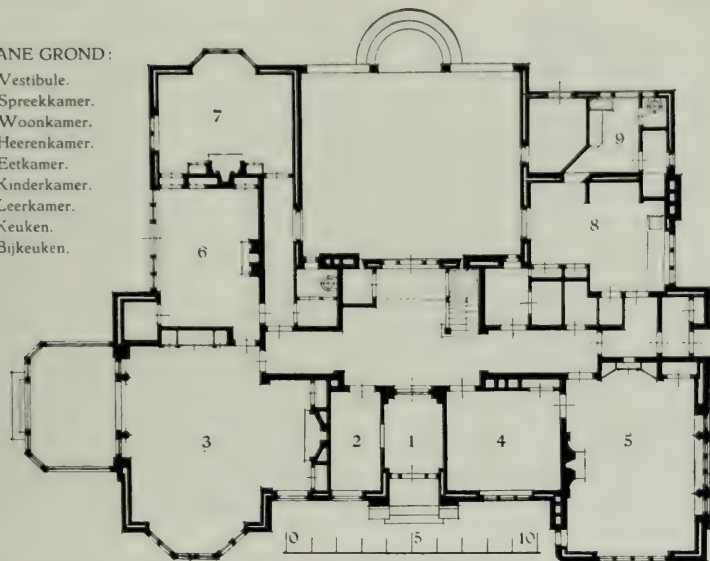 ANE GROND:
Vestibule.
Spreekkamer.
Woonkamer.
Heerenkamer.
Eetkamer.
Kinderkamer.
Leerkamer.
Keuken.
Bijkeuken.
7
9
8
6
3
2
1
4
5
0 5 10